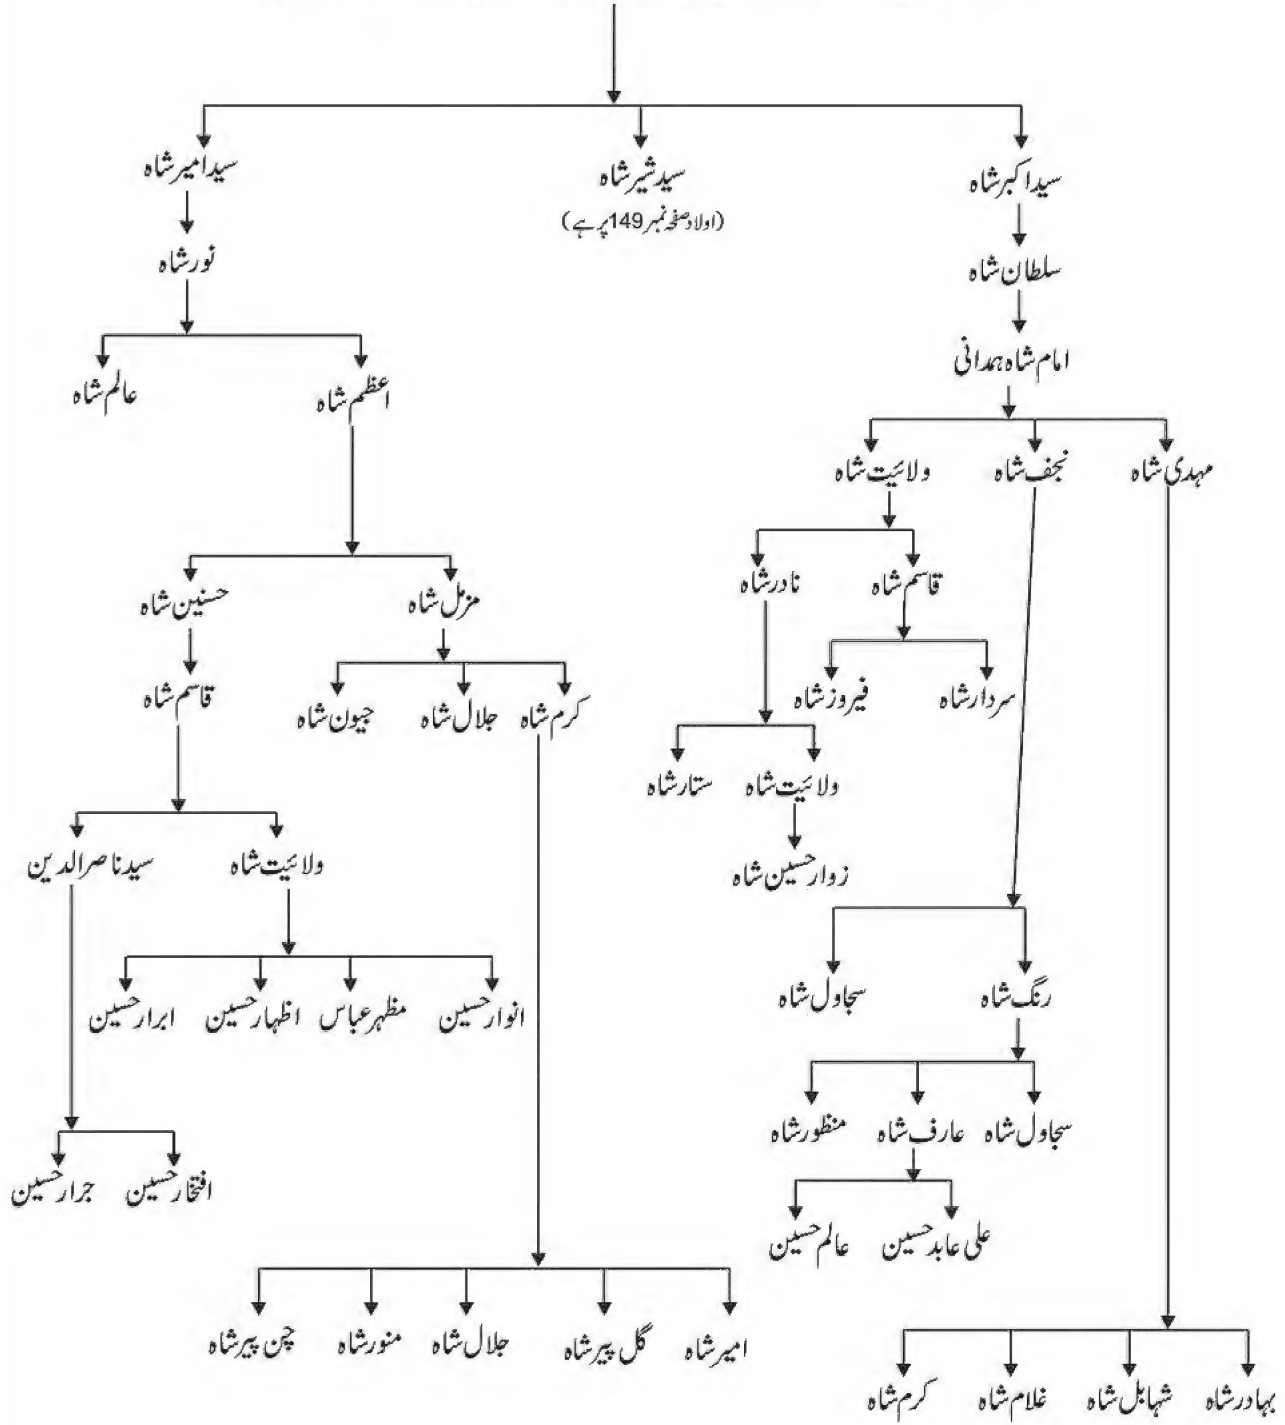 سید اکبر شاہ
سید شیر شاہ
سید امیر شاہ
(اولاد صفحہ نمبر 149 پر ہے)
سلطان شاہ
نور شاہ
امام شاہ ہمدانی
اعظم شاہ
عالم شاہ
مہدی شاہ
نجف شاہ
ولائیت شاہ
قاسم شاہ
نادر شاہ
مزمل شاہ
حسنین شاہ
سردار شاہ
فیروز شاہ
کرم شاہ
جلال شاہ
جیون شاہ
قاسم شاہ
ولائیت شاہ
ستار شاہ
زوار حسین شاہ
ولائیت شاہ
سید ناصر الدین
رنگ شاہ
سجاول شاہ
انوار حسین
مظہر عباس
اظہار حسین
ابرار حسین
سجاول شاہ
عارف شاہ
منظور شاہ
افتخار حسین
جرار حسین
علی عابد حسین
عالم حسین
امیر شاہ
گل پیر شاہ
جلال شاہ
منور شاہ
چن پیر شاہ
بہادر شاہ
شہابل شاہ
غلام شاہ
کرم شاہ